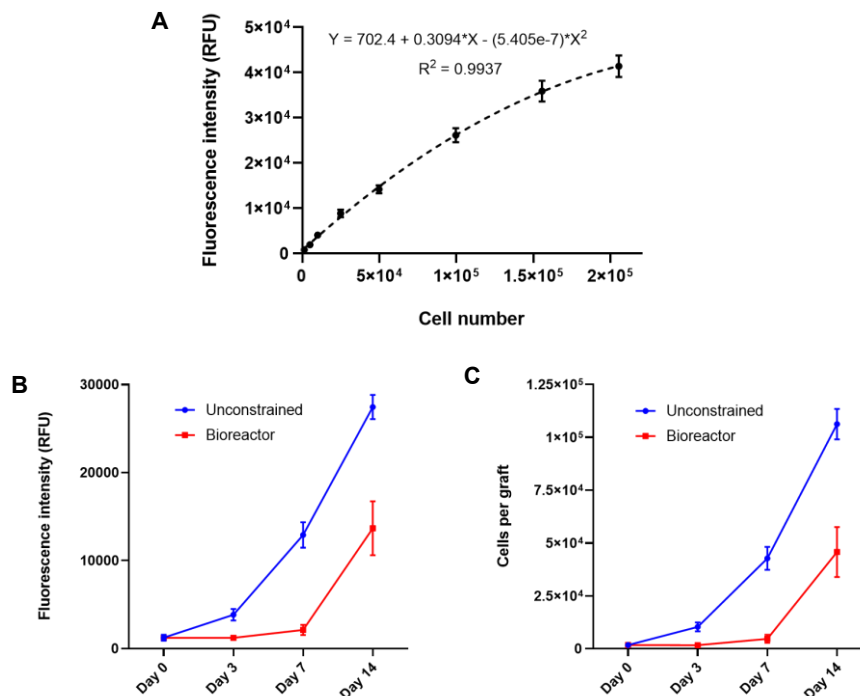 A
Y = 702.4 + 0.3094*X - (5.405e-7)*X²
R² = 0.9937
Fluorescence intensity (RFU)
5×10⁴
4×10⁴
3×10⁴
2×10⁴
1×10⁴
0
0 5×10⁴ 1×10⁵ 1.5×10⁵ 2×10⁵
Cell number
B
Fluorescence intensity (RFU)
30000
20000
10000
0
Unconstrained
Bioreactor
Day 0 Day 3 Day 7 Day 14
C
Cells per graft
1.25×10⁵
1×10⁵
7.5×10⁴
5×10⁴
2.5×10⁴
0
Unconstrained
Bioreactor
Day 0 Day 3 Day 7 Day 14